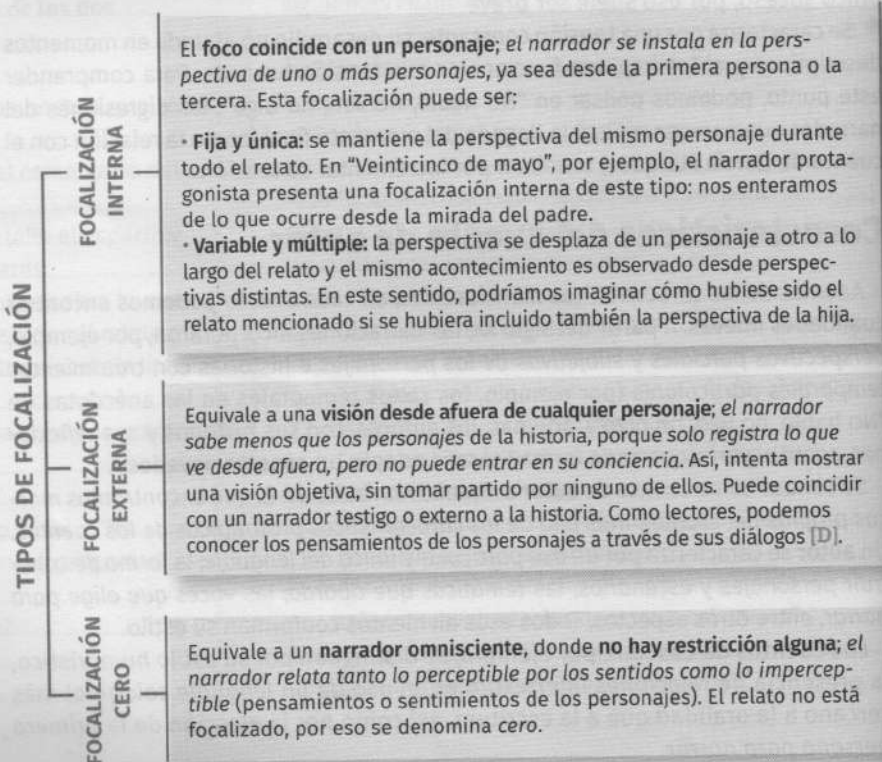 TIPOS DE FOCALIZACIÓN
FOCALIZACIÓN
INTERNA
El foco coincide con un personaje; el narrador se instala en la pers-
pectiva de uno o más personajes, ya sea desde la primera persona o la
tercera. Esta focalización puede ser:
• Fija y única: se mantiene la perspectiva del mismo personaje durante
todo el relato. En "Veinticinco de mayo", por ejemplo, el narrador prota-
gonista presenta una focalización interna de este tipo: nos enteramos
de lo que ocurre desde la mirada del padre.
• Variable y múltiple: la perspectiva se desplaza de un personaje a otro a lo
largo del relato y el mismo acontecimiento es observado desde perspec-
tivas distintas. En este sentido, podríamos imaginar cómo hubiese sido el
relato mencionado si se hubiera incluido también la perspectiva de la hija.
FOCALIZACIÓN
EXTERNA
Equivale a una visión desde afuera de cualquier personaje; el narrador
sabe menos que los personajes de la historia, porque solo registra lo que
ve desde afuera, pero no puede entrar en su conciencia. Así, intenta mostrar
una visión objetiva, sin tomar partido por ninguno de ellos. Puede coincidir
con un narrador testigo o externo a la historia. Como lectores, podemos
conocer los pensamientos de los personajes a través de sus diálogos [D].
FOCALIZACIÓN
CERO
Equivale a un narrador omnisciente, donde no hay restricción alguna; el
narrador relata tanto lo perceptible por los sentidos como lo impercep-
tible (pensamientos o sentimientos de los personajes). El relato no está
focalizado, por eso se denomina cero.